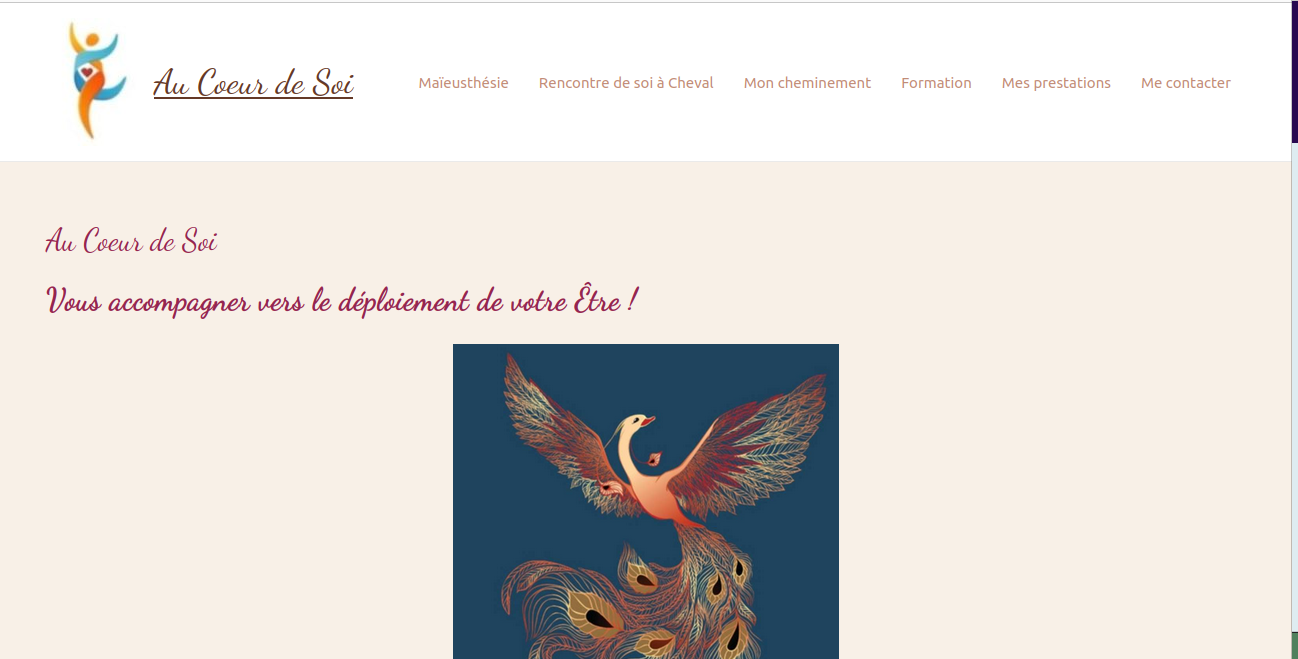 Au Coeur de Soi
Maïeusthésie Rencontre de soi à Cheval Mon cheminement Formation Mes prestations Me contacter
Au Coeur de Soi
Vous accompagner vers le déploiement de votre Être !